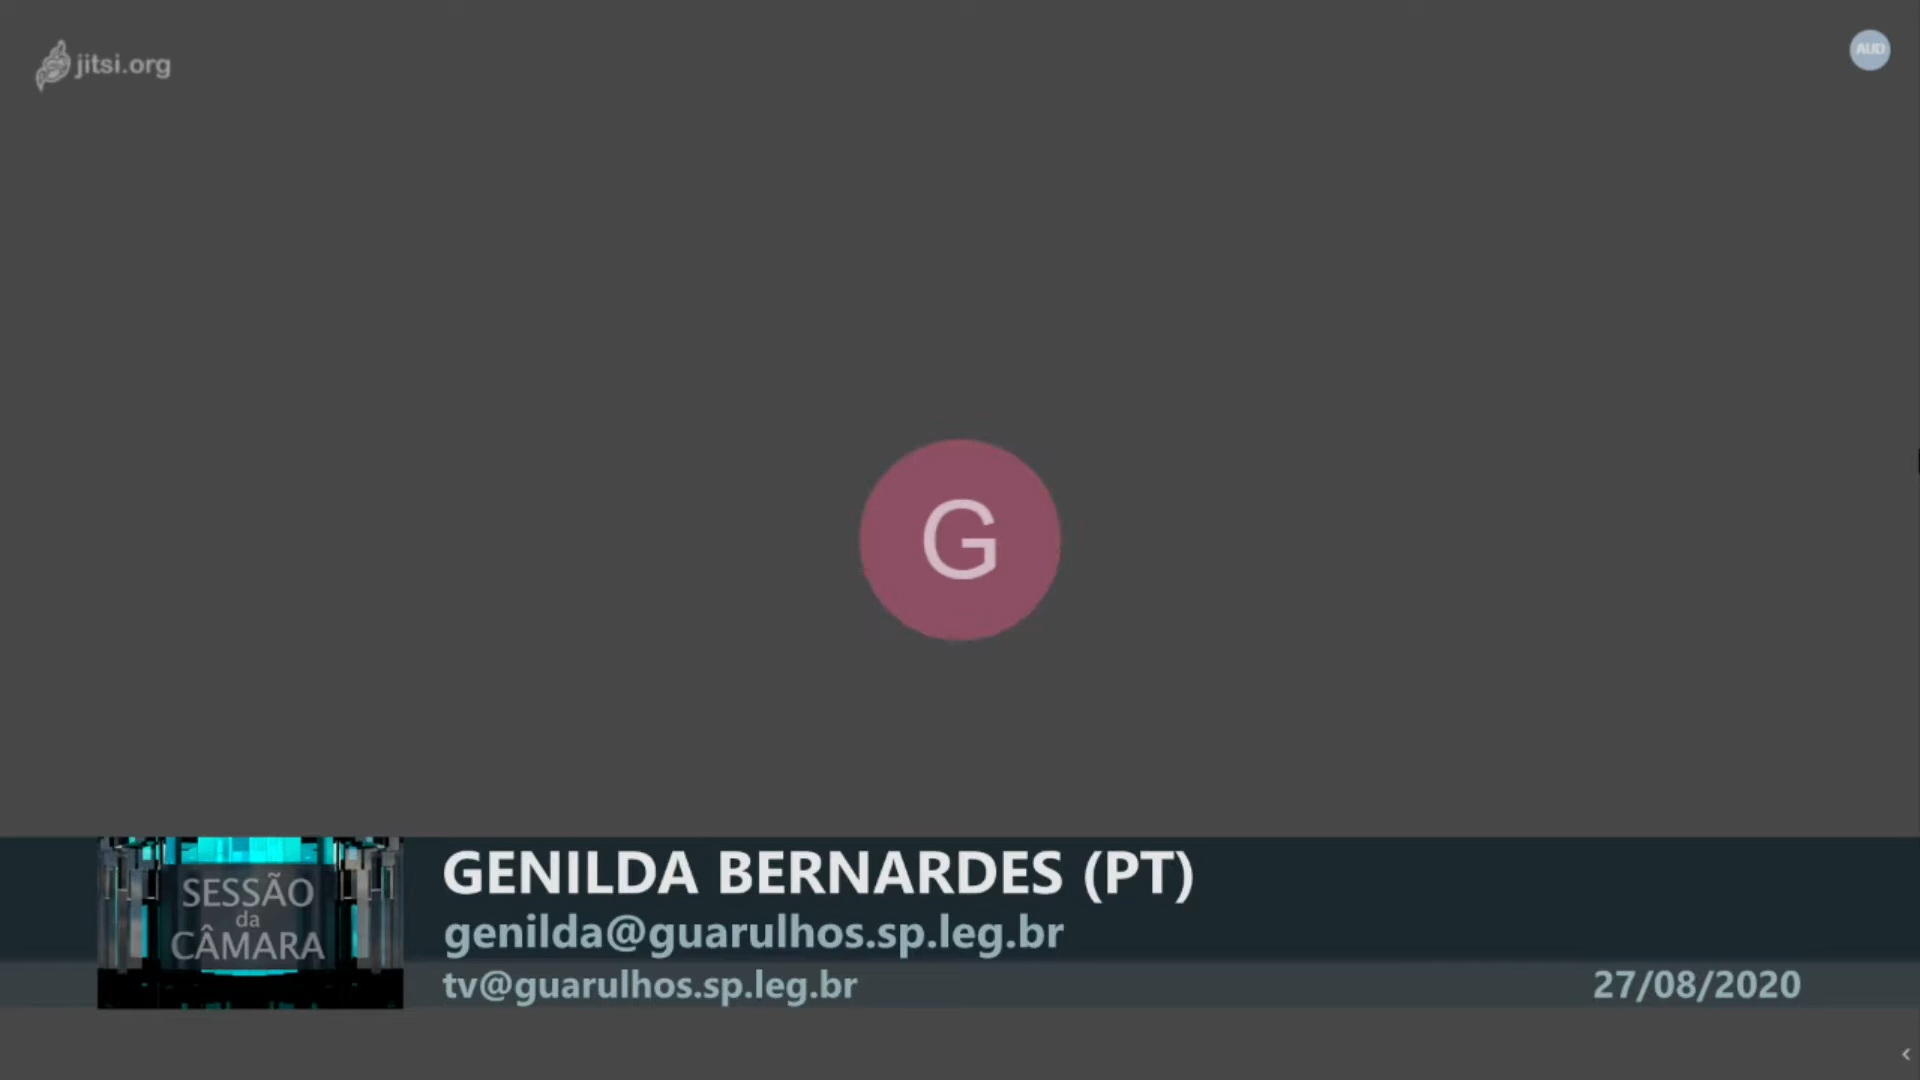 jitsi.org
AUD
G
SESSÃO
da
CÂMARA
GENILDA BERNARDES (PT)
genilda@guarulhos.sp.leg.br
tv@guarulhos.sp.leg.br
27/08/2020